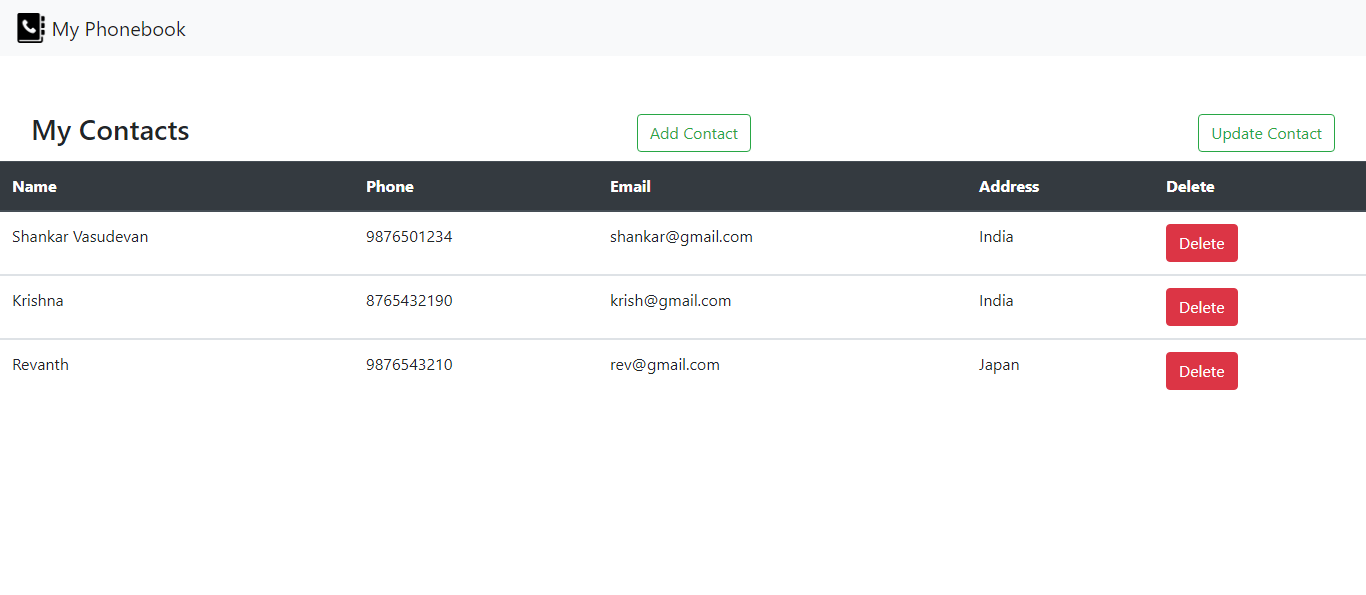 My Phonebook
My Contacts Add Contact Update Contact
Name Phone Email Address Delete
Shankar Vasudevan 9876501234 shankar@gmail.com India Delete
Krishna 8765432190 krish@gmail.com India Delete
Revanth 9876543210 rev@gmail.com Japan Delete